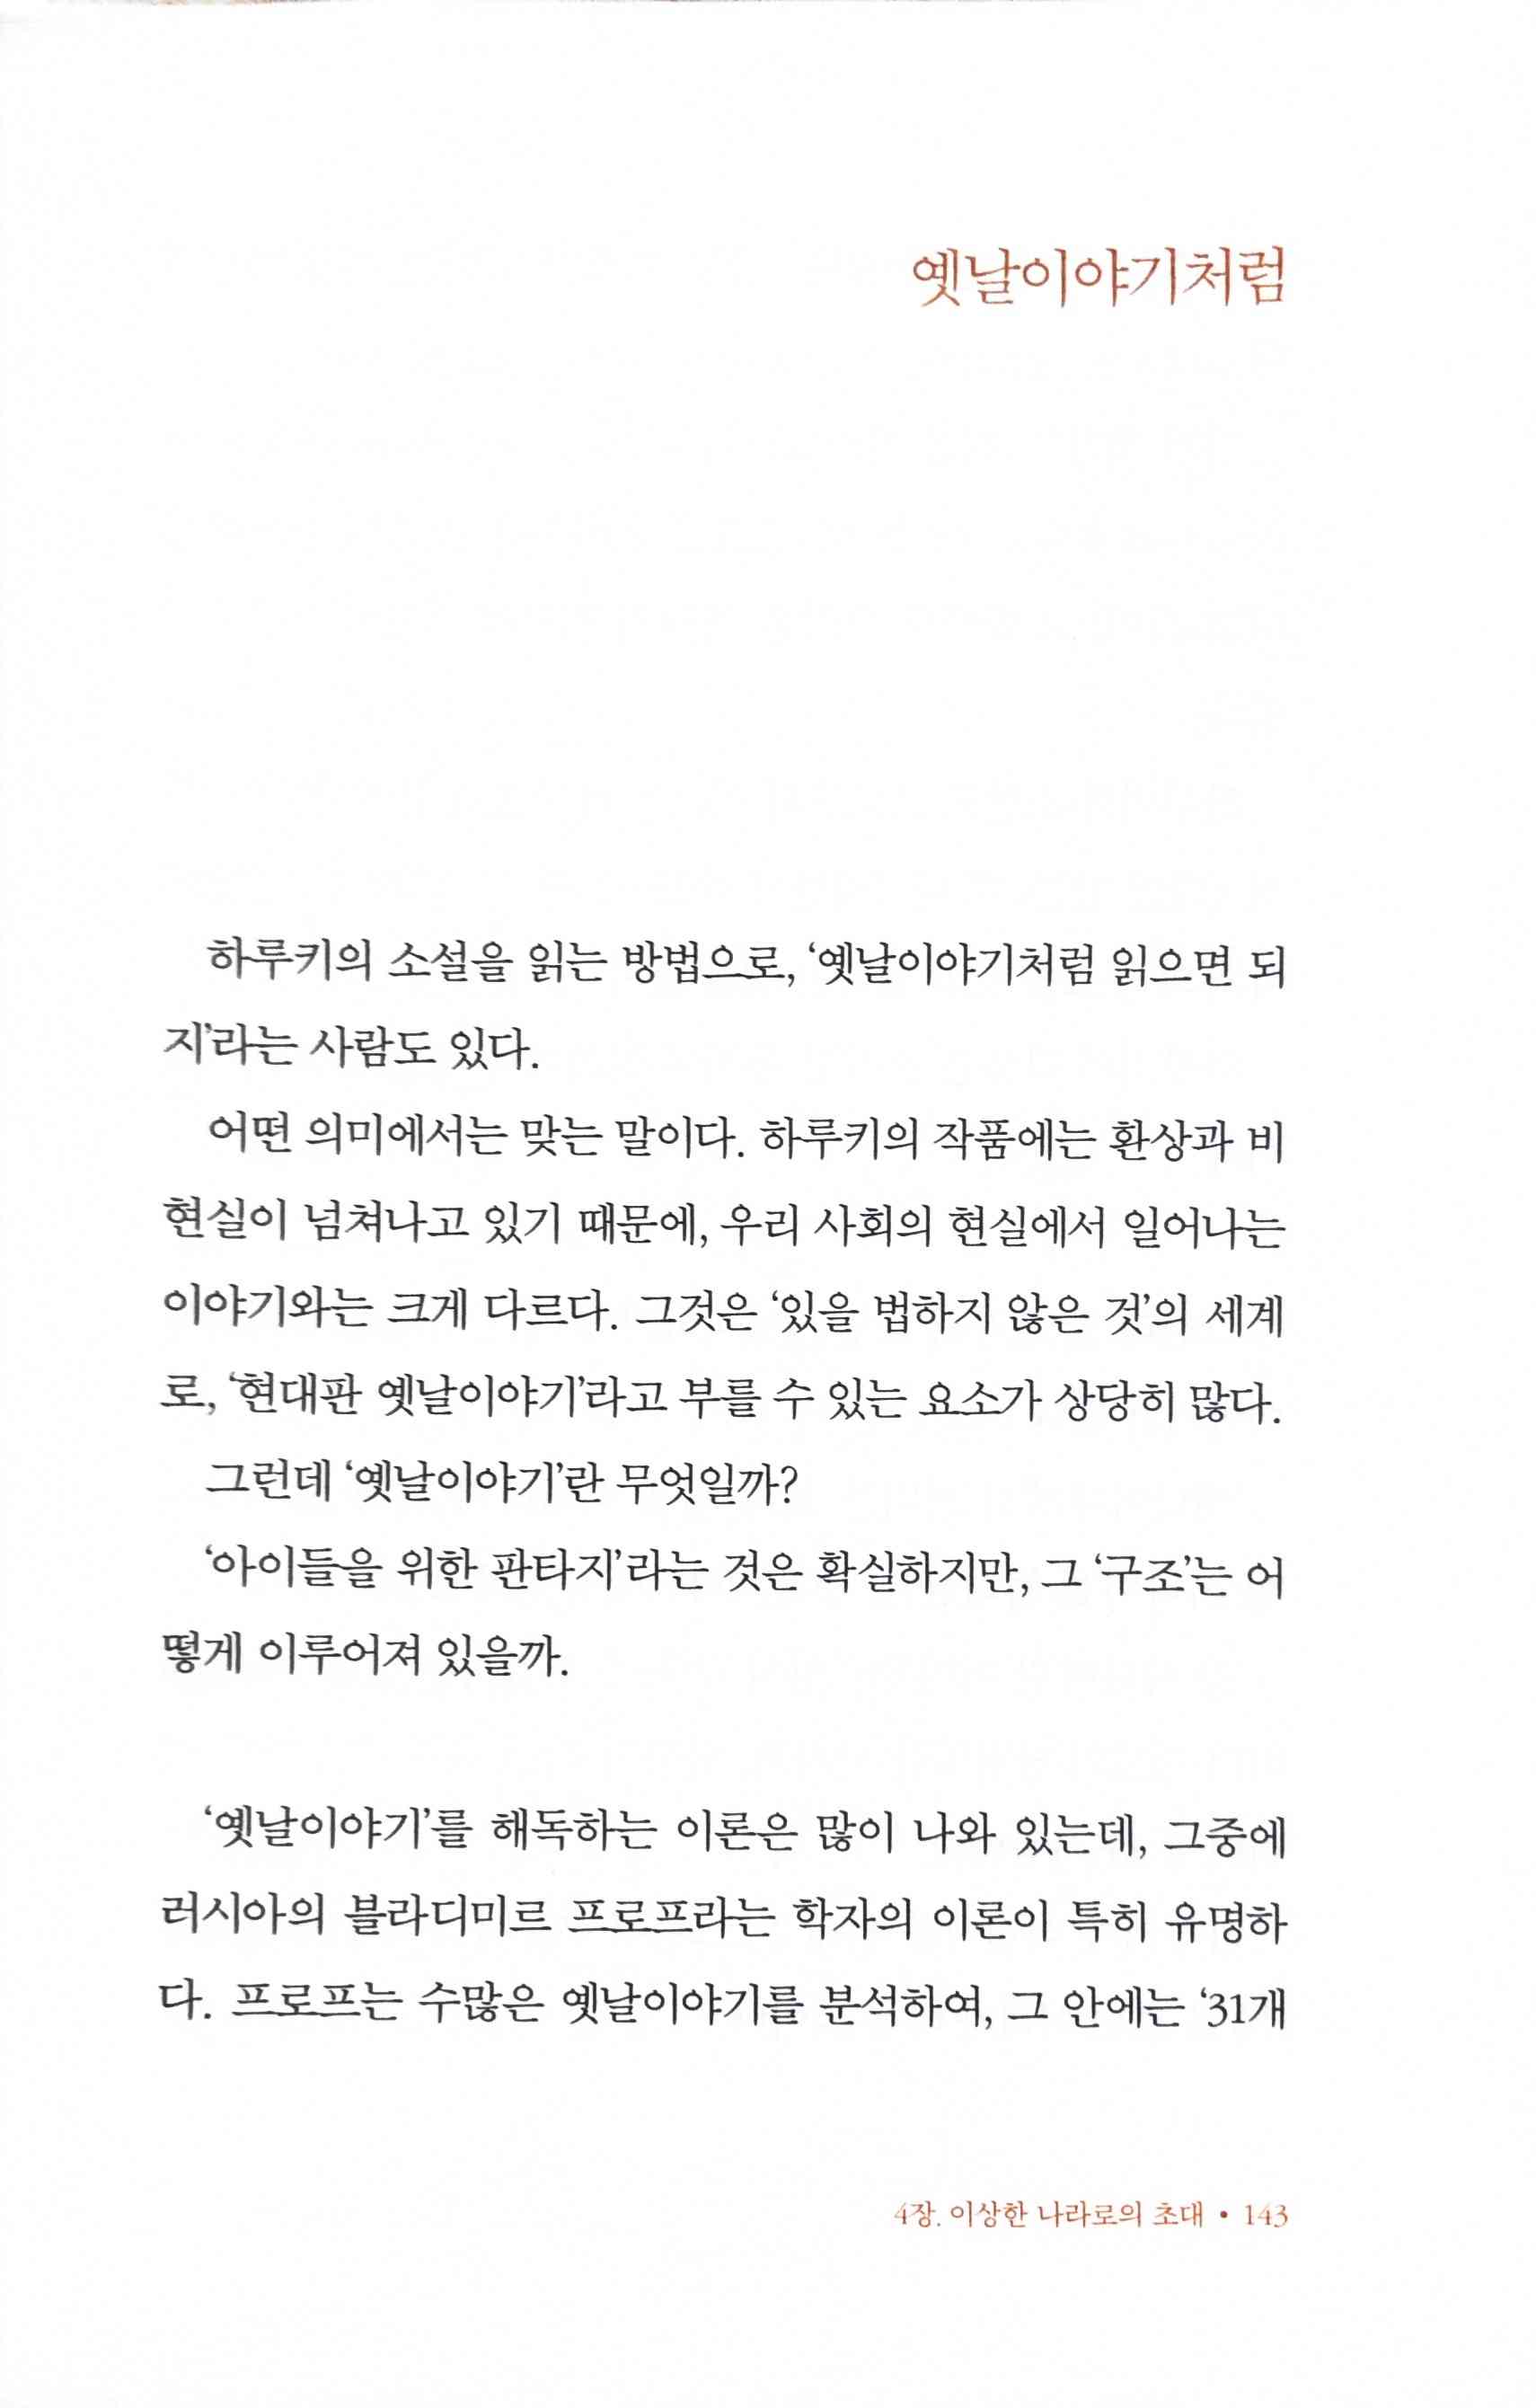 옛날이야기처럼
하루키의 소설을 읽는 방법으로, ‘옛날이야기처럼 읽으면 되
지’라는 사람도 있다.
어떤 의미에서는 맞는 말이다. 하루키의 작품에는 환상과 비
현실이 넘쳐나고 있기 때문에, 우리 사회의 현실에서 일어나는
이야기와는 크게 다르다. 그것은 ‘있을 법하지 않은 것’의 세계
로, ‘현대판 옛날이야기’라고 부를 수 있는 요소가 상당히 많다.
그런데 ‘옛날이야기’란 무엇일까?
‘아이들을 위한 판타지’라는 것은 확실하지만, 그 ‘구조’는 어
떻게 이루어져 있을까.
‘옛날이야기’를 해독하는 이론은 많이 나와 있는데, 그중에
러시아의 블라디미르 프로프라는 학자의 이론이 특히 유명하
다. 프로프는 수많은 옛날이야기를 분석하여, 그 안에는 ‘31개
4장. 이상한 나라로의 초대 • 143